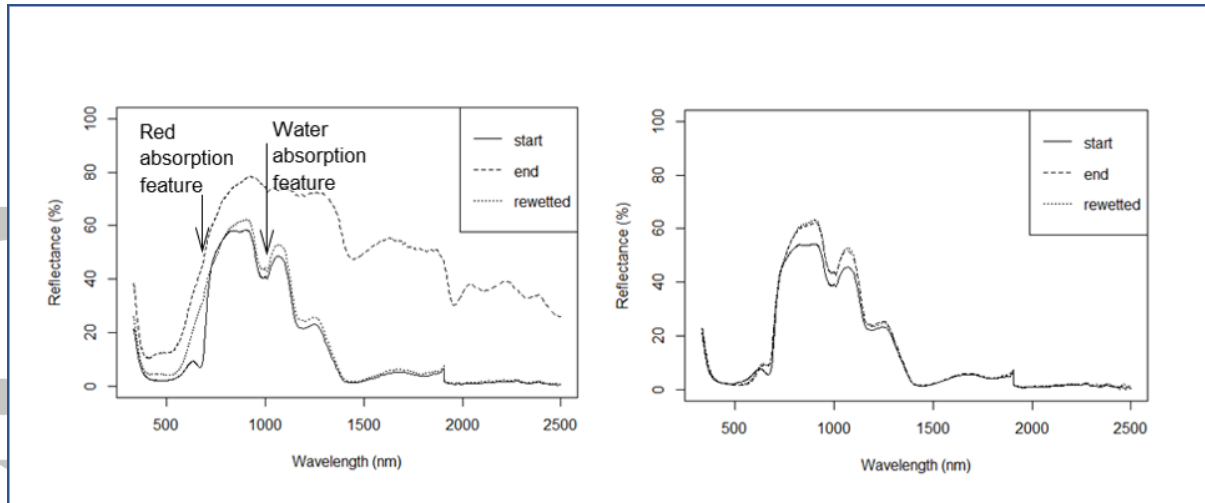 Red
absorption
feature
Water
absorption
feature
start
end
rewetted
Reflectance (%)
100
80
60
40
20
0
500
1000
1500
2000
2500
Wavelength (nm)
start
end
rewetted
Reflectance (%)
100
80
60
40
20
0
500
1000
1500
2000
2500
Wavelength (nm)